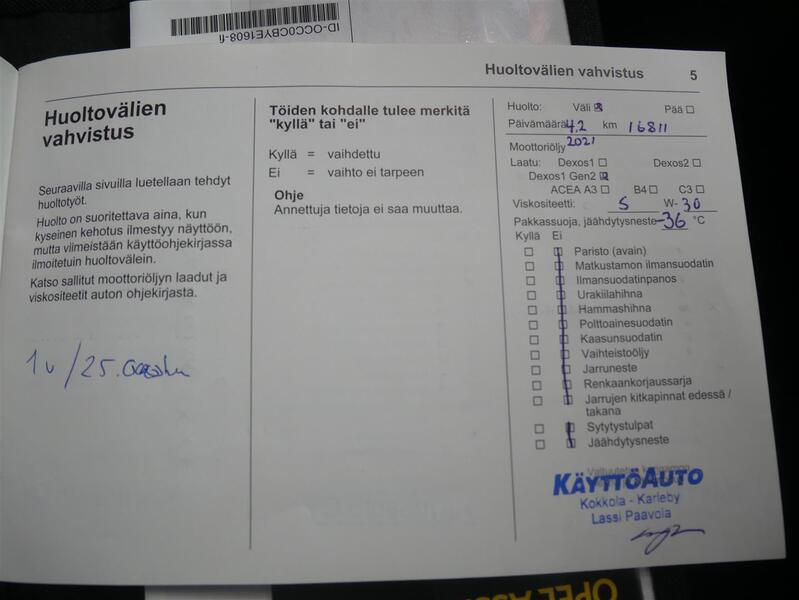 ID-OCC0CBYE1608-fi
Huoltovälien vahvistus 5
Huoltovälien
vahvistus
Seuraavilla sivuilla luetellaan tehdyt
huoltotyöt.
Huolto on suoritettava aina, kun
kyseinen kehotus ilmestyy näyttöön,
mutta viimeistään käyttöohjekirjassa
ilmoitetuin huoltovälein.
Katso sallitut moottoriöljyn laadut ja
viskositeetit auton ohjekirjasta.
1v/25.000km
Töiden kohdalle tulee merkitä
"kyllä" tai "ei"
Kyllä = vaihdettu
Ei = vaihto ei tarpeen
Ohje
Annettuja tietoja ei saa muuttaa.
Huolto: Väli Pää
Päivämäärä 4.2 km 16811
Moottoriöljy 2021
Laatu: Dexos1 Dexos2
Dexos1 Gen2
ACEA A3 B4 C3
Viskositeetti: 5 W- 30
Pakkassuoja, jäähdytysneste -36 °C
Kyllä Ei
Paristo (avain)
Matkustamon ilmansuodatin
Ilmansuodatinpanos
Urakiilahihna
Hammashihna
Polttoainesuodatin
Kaasunsuodatin
Vaihteistoöljy
Jarruneste
Renkaankorjaussarja
Jarrujen kitkapinnat edessä /
takana
Sytytystulpat
Jäähdytysneste
KÄYTTÖAUTO
Kokkola - Karleby
Lassi Paavola
OPEL ASS